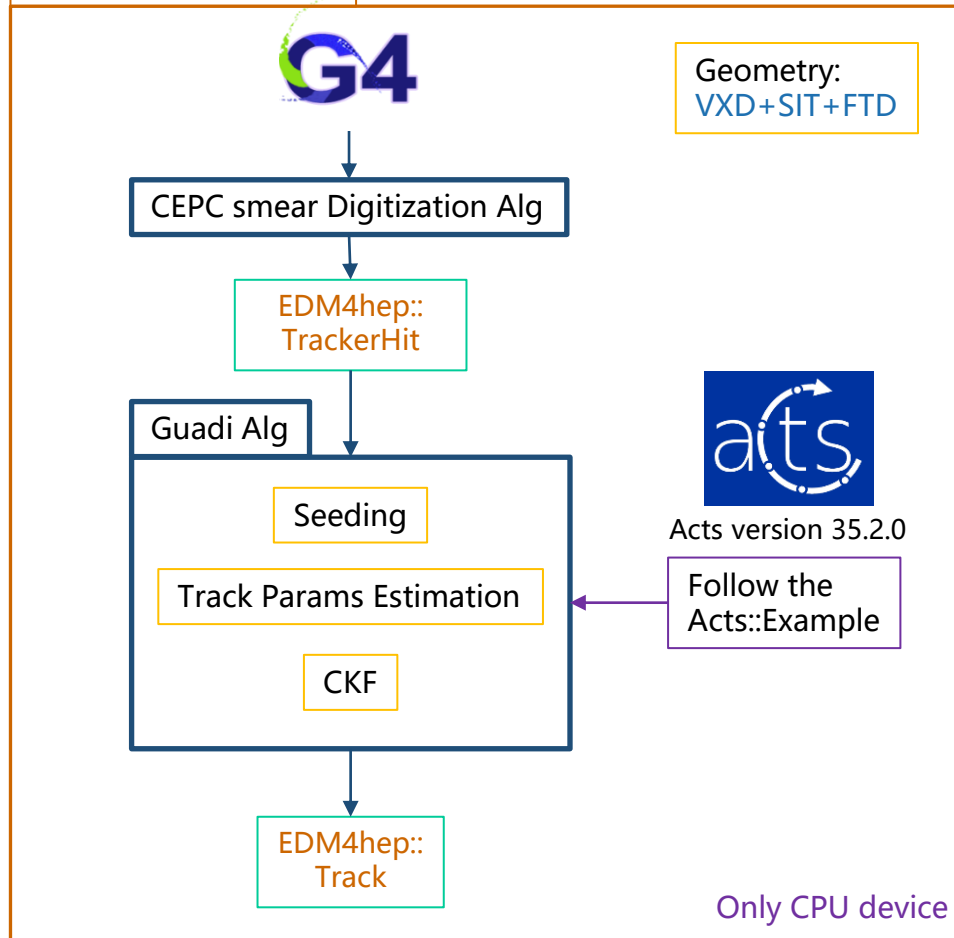 G4
Geometry:
VXD+SIT+FTD
CEPC smear Digitization Alg
EDM4hep::
TrackerHit
Guadi Alg
Seeding
Track Params Estimation
CKF
acts
Acts version 35.2.0
Follow the
Acts::Example
EDM4hep::
Track
Only CPU device